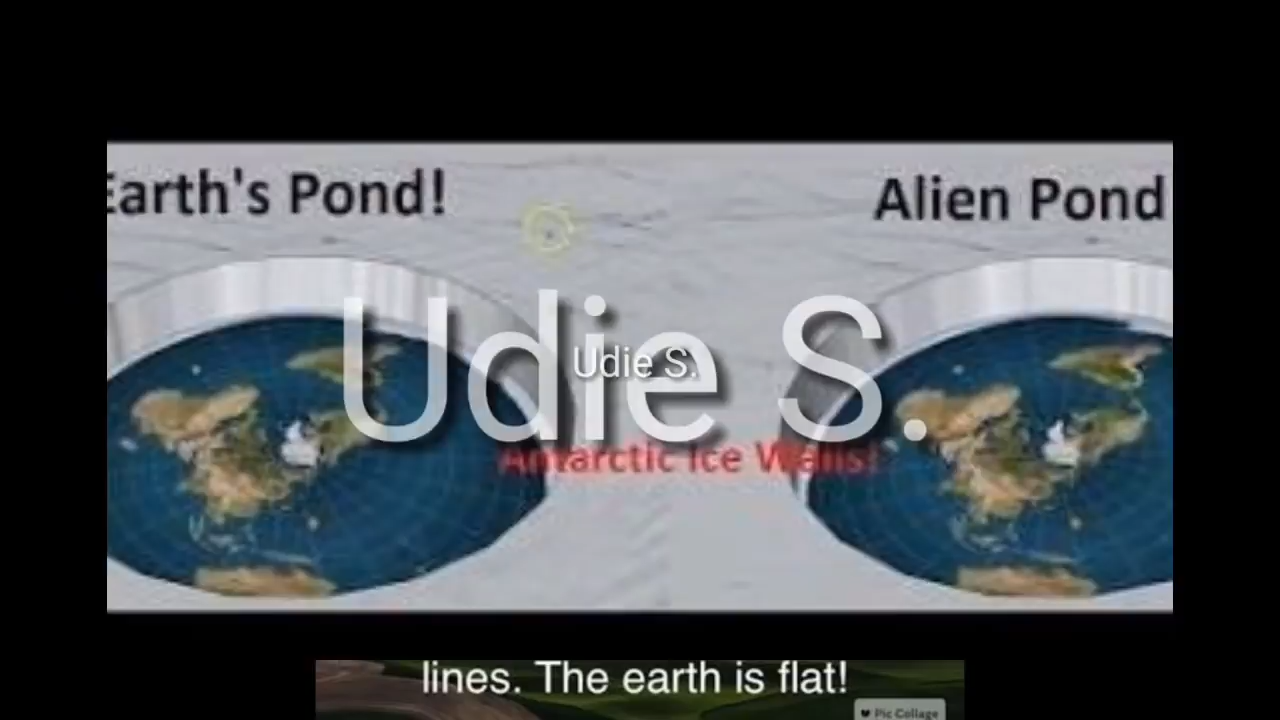 Earth's Pond!
Alien Pond
Udie S.
Udie S.
Antarctic Ice Walls!
lines. The earth is flat!
Pic Collage